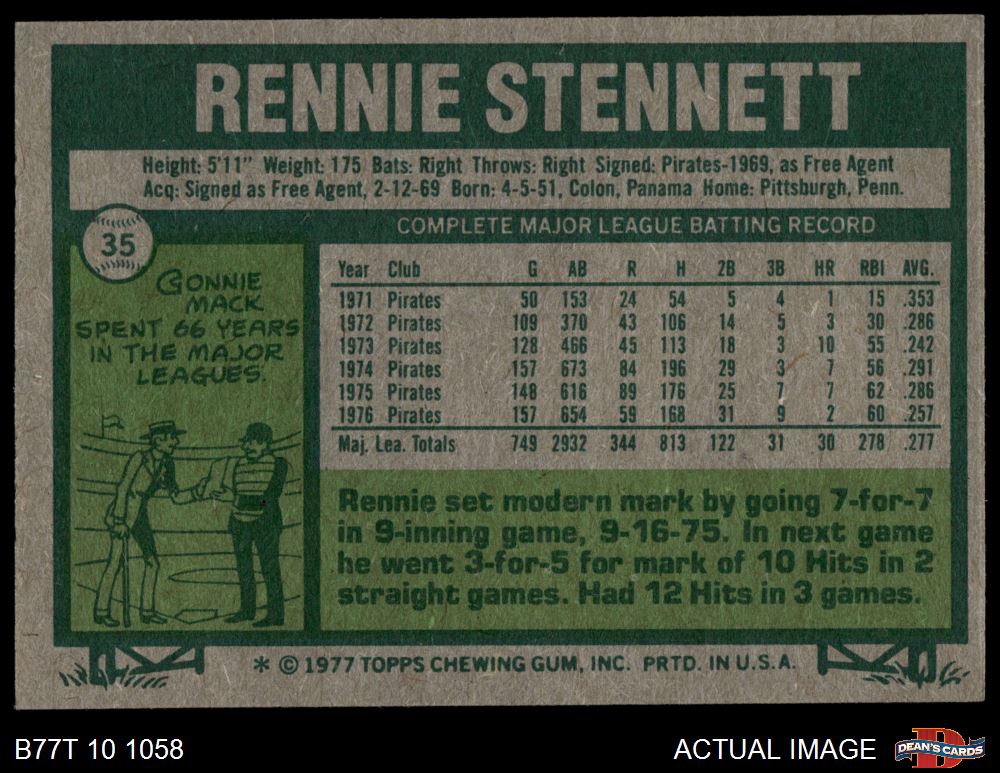 RENNIE STENNETT
Height: 5'11" Weight: 175 Bats: Right Throws: Right Signed: Pirates-1969, as Free Agent
Acq: Signed as Free Agent, 2-12-69 Born: 4-5-51, Colon, Panama Home: Pittsburgh, Penn.
35
CONNIE
MACK
SPENT 66 YEARS
IN THE MAJOR
LEAGUES.
COMPLETE MAJOR LEAGUE BATTING RECORD
Year Club G AB R H 2B 3B HR RBI AVG.
1971 Pirates 50 153 24 54 5 4 1 15 .353
1972 Pirates 109 370 43 106 14 5 3 30 .286
1973 Pirates 128 466 45 113 18 3 10 55 .242
1974 Pirates 157 673 84 196 29 3 7 56 .291
1975 Pirates 148 616 89 176 25 7 7 62 .286
1976 Pirates 157 654 59 168 31 9 2 60 .257
Maj. Lea. Totals 749 2932 344 813 122 31 30 278 .277
Rennie set modern mark by going 7-for-7
in 9-inning game, 9-16-75. In next game
he went 3-for-5 for mark of 10 Hits in 2
straight games. Had 12 Hits in 3 games.
* © 1977 TOPPS CHEWING GUM, INC. PRTD. IN U.S.A.
B77T 10 1058
ACTUAL IMAGE
D
DEAN'S CARDS